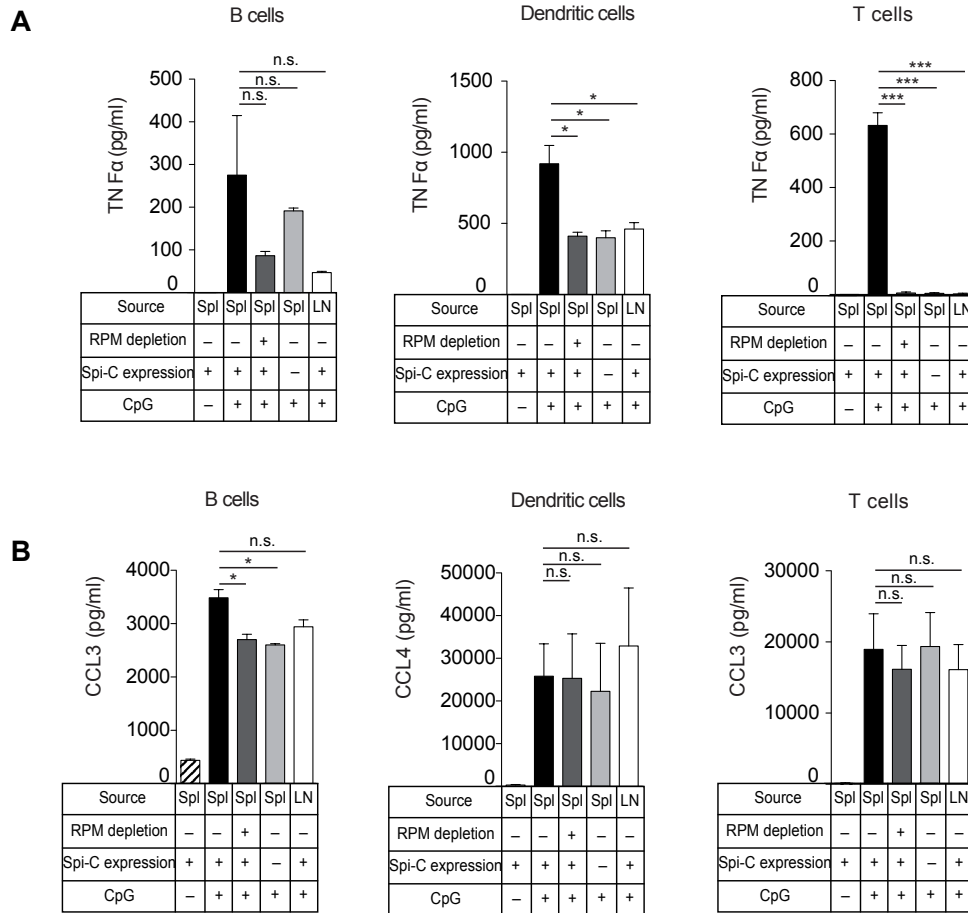 A
B cells
TN Fα (pg/ml)
500
400
300
200
100
0
n.s.
n.s.
n.s.
Source Spl Spl Spl Spl LN
RPM depletion – – + – –
Spi-C expression + + + – +
CpG – + + + +
Dendritic cells
TN Fα (pg/ml)
1500
1000
500
0
*
*
*
Source Spl Spl Spl Spl LN
RPM depletion – – + – –
Spi-C expression + + + – +
CpG – + + + +
T cells
TN Fα (pg/ml)
800
600
400
200
0
***
***
***
Source Spl Spl Spl Spl LN
RPM depletion – – + – –
Spi-C expression + + + – +
CpG – + + + +
B
B cells
CCL3 (pg/ml)
4000
3000
2000
1000
0
n.s.
*
*
Source Spl Spl Spl Spl LN
RPM depletion – – + – –
Spi-C expression + + + – +
CpG – + + + +
Dendritic cells
CCL4 (pg/ml)
50000
40000
30000
20000
10000
0
n.s.
n.s.
n.s.
Source Spl Spl Spl Spl LN
RPM depletion – – + – –
Spi-C expression + + + – +
CpG – + + + +
T cells
CCL3 (pg/ml)
30000
20000
10000
0
n.s.
n.s.
n.s.
Source Spl Spl Spl Spl LN
RPM depletion – – + – –
Spi-C expression + + + – +
CpG – + + + +